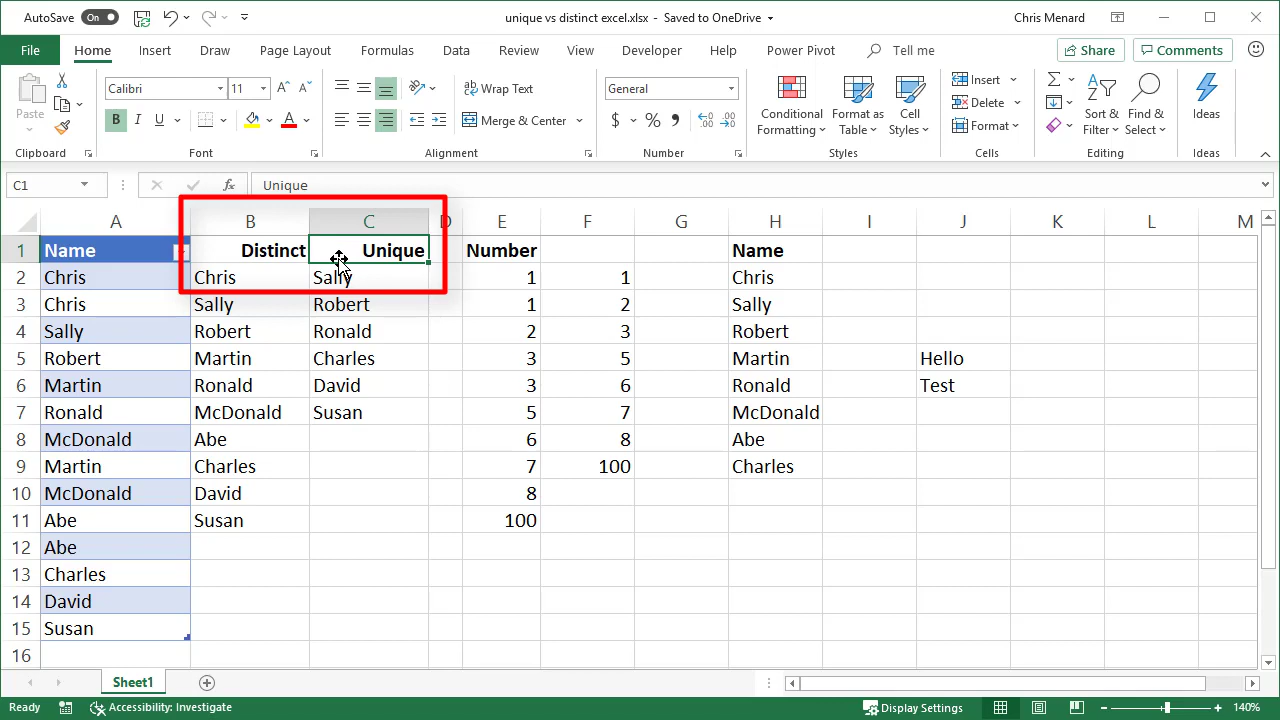 AutoSave On unique vs distinct excel.xlsx - Saved to OneDrive Chris Menard
File Home Insert Draw Page Layout Formulas Data Review View Developer Help Power Pivot Tell me Share Comments
Paste
Calibri 11
B I U A
Wrap Text
Merge & Center
General
$ %
Conditional Formatting
Format as Table
Cell Styles
Insert
Delete
Format
Sort & Filter
Find & Select
Ideas
Clipboard Font Alignment Number Styles Cells Editing Ideas
C1 fx Unique
A B C D E F G H I J K L M
1 Name Distinct Unique Number Name
2 Chris Chris Sally 1 1 Chris
3 Chris Sally Robert 1 2 Sally
4 Sally Robert Ronald 2 3 Robert
5 Robert Martin Charles 3 5 Martin Hello
6 Martin Ronald David 3 6 Ronald Test
7 Ronald McDonald Susan 5 7 McDonald
8 McDonald Abe 6 8 Abe
9 Martin Charles 7 100 Charles
10 McDonald David 8
11 Abe Susan 100
12 Abe
13 Charles
14 David
15 Susan
16
Sheet1
Ready Accessibility: Investigate Display Settings 140%